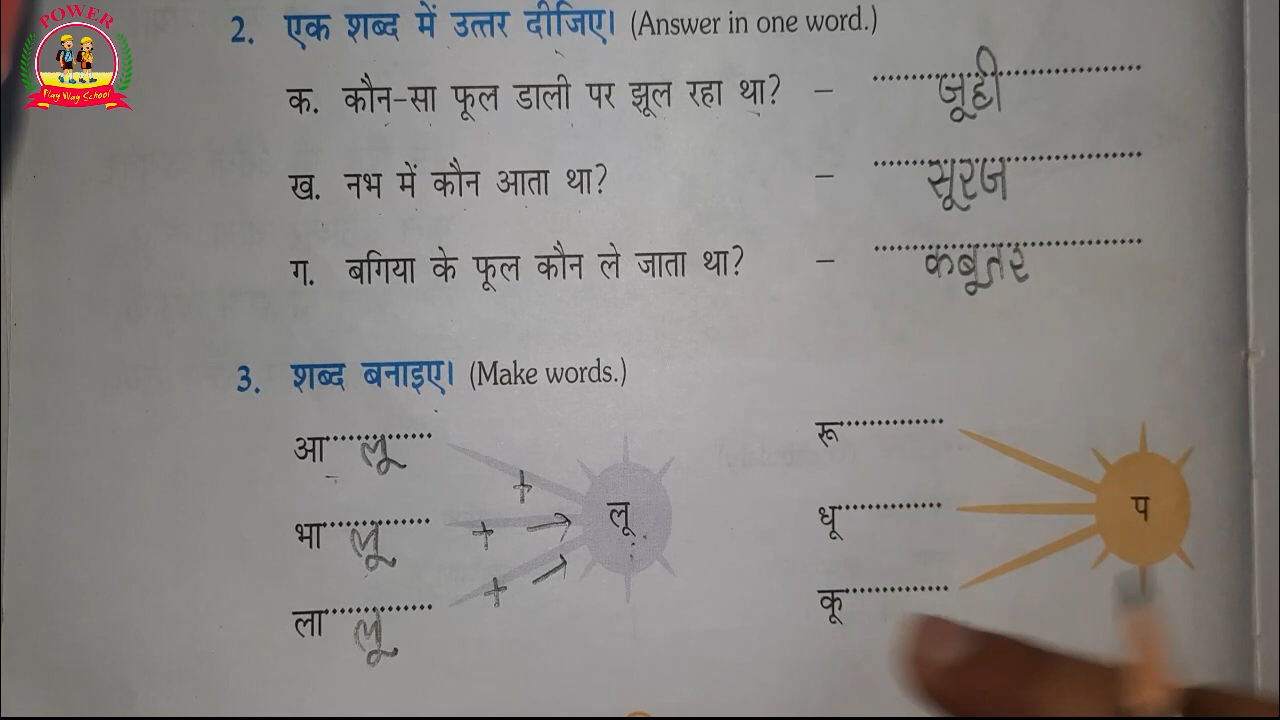 POWER
Play Way School
2. एक शब्द में उत्तर दीजिए। (Answer in one word.)
क. कौन-सा फूल डाली पर झूल रहा था? – जूही
ख. नभ में कौन आता था? – सूरज
ग. बगिया के फूल कौन ले जाता था? – कबूतर
3. शब्द बनाइए। (Make words.)
आ लू
रू
+
भा लू
+ → लू
धू
प
ला लू
+ →
कू